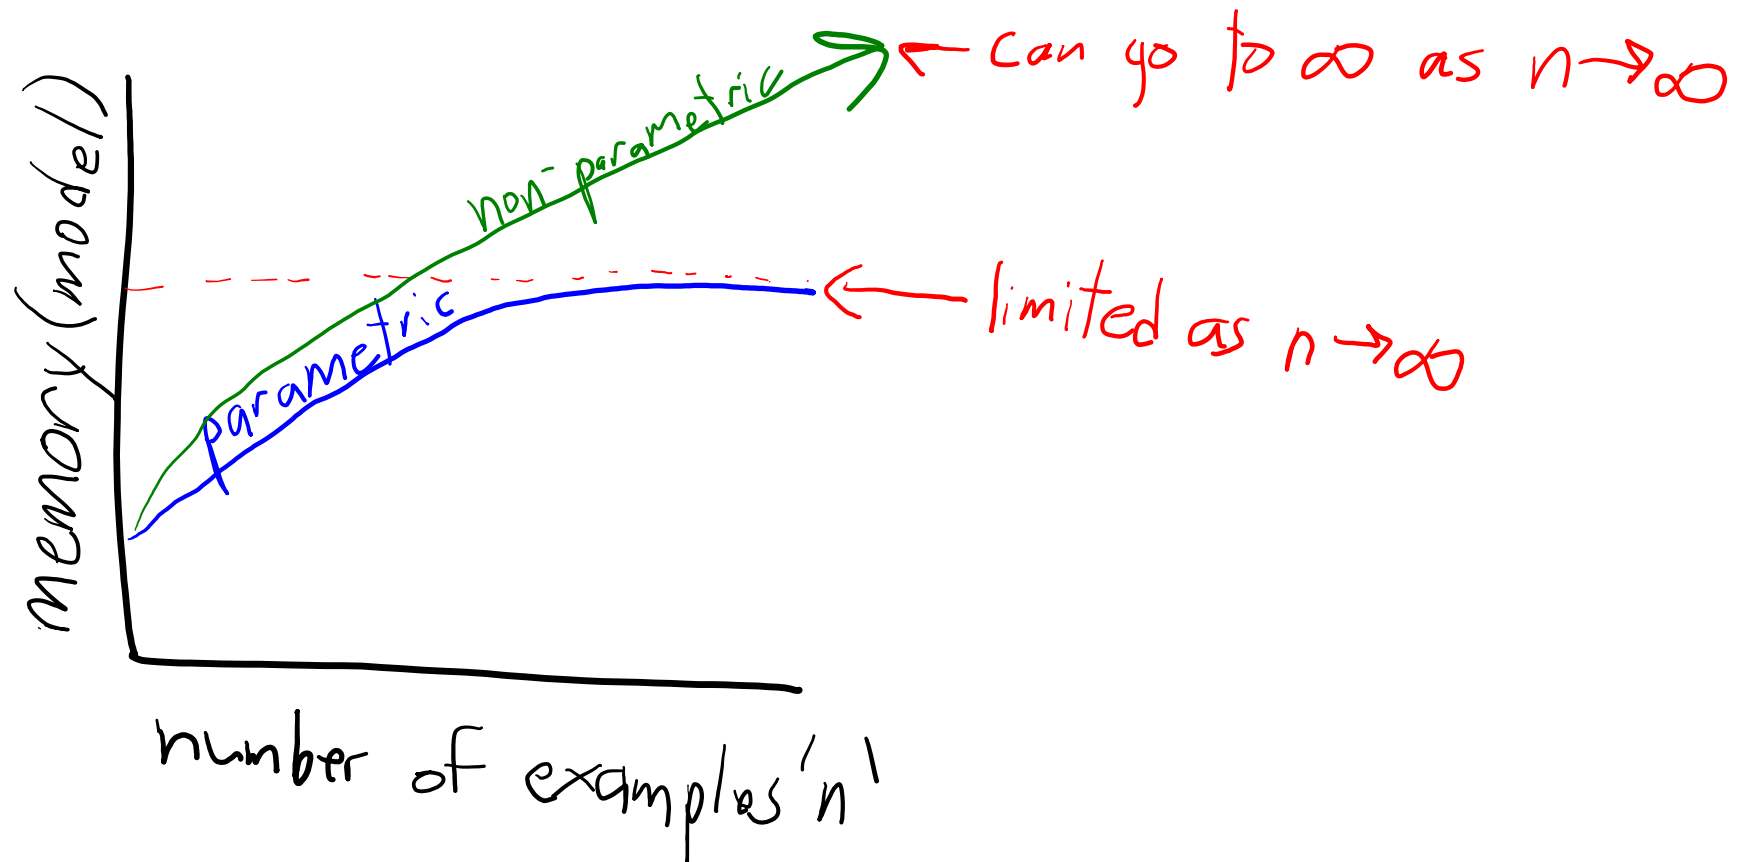 can go to ∞ as n→∞
non-parametric
memory (model)
parametric
limited as n→∞
number of examples 'n'